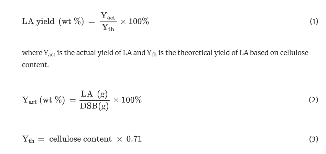 LA yield (wt %) = Y_act / Y_th × 100% (1)
where Y_act is the actual yield of LA and Y_th is the theoretical yield of LA based on cellulose
content.
Y_act (wt %) = LA (g) / DSB(g) × 100% (2)
Y_th = cellulose content × 0.71 (3)